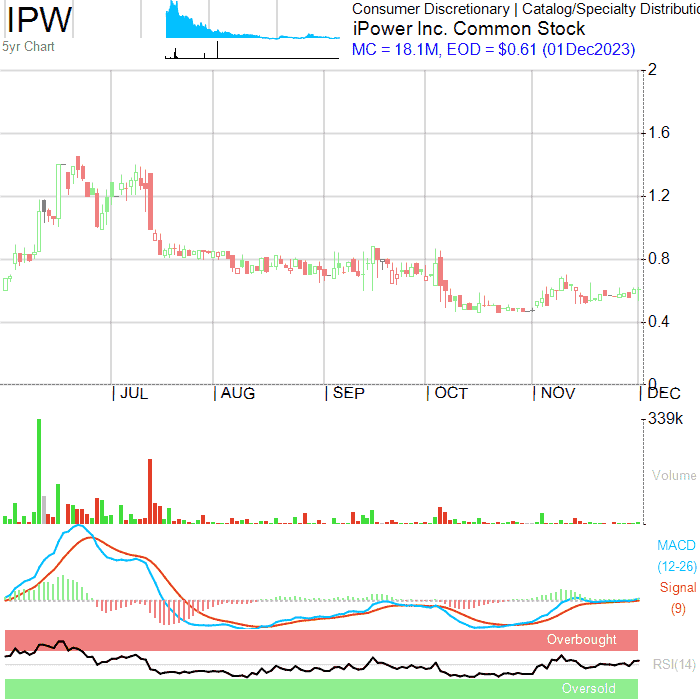 IPW
5yr Chart
Consumer Discretionary | Catalog/Specialty Distributio
iPower Inc. Common Stock
MC = 18.1M, EOD = $0.61 (01Dec2023)
2
1.6
1.2
0.8
0.4
0
JUL AUG SEP OCT NOV DEC
339k
Volume
MACD
(12-26)
Signal
(9)
Overbought
RSI(14)
Oversold